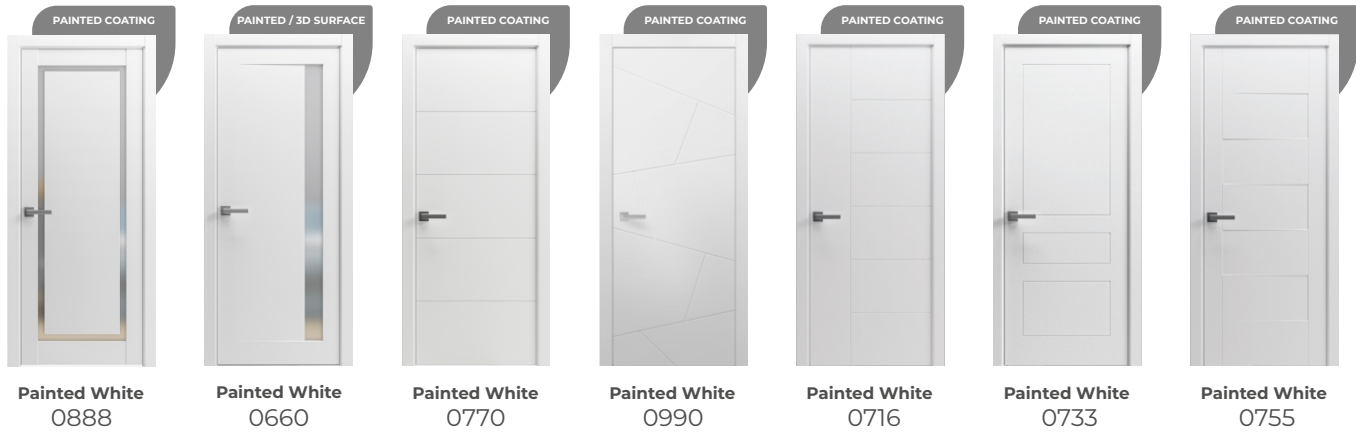 PAINTED COATING
PAINTED / 3D SURFACE
PAINTED COATING
PAINTED COATING
PAINTED COATING
PAINTED COATING
PAINTED COATING
Painted White
0888
Painted White
0660
Painted White
0770
Painted White
0990
Painted White
0716
Painted White
0733
Painted White
0755